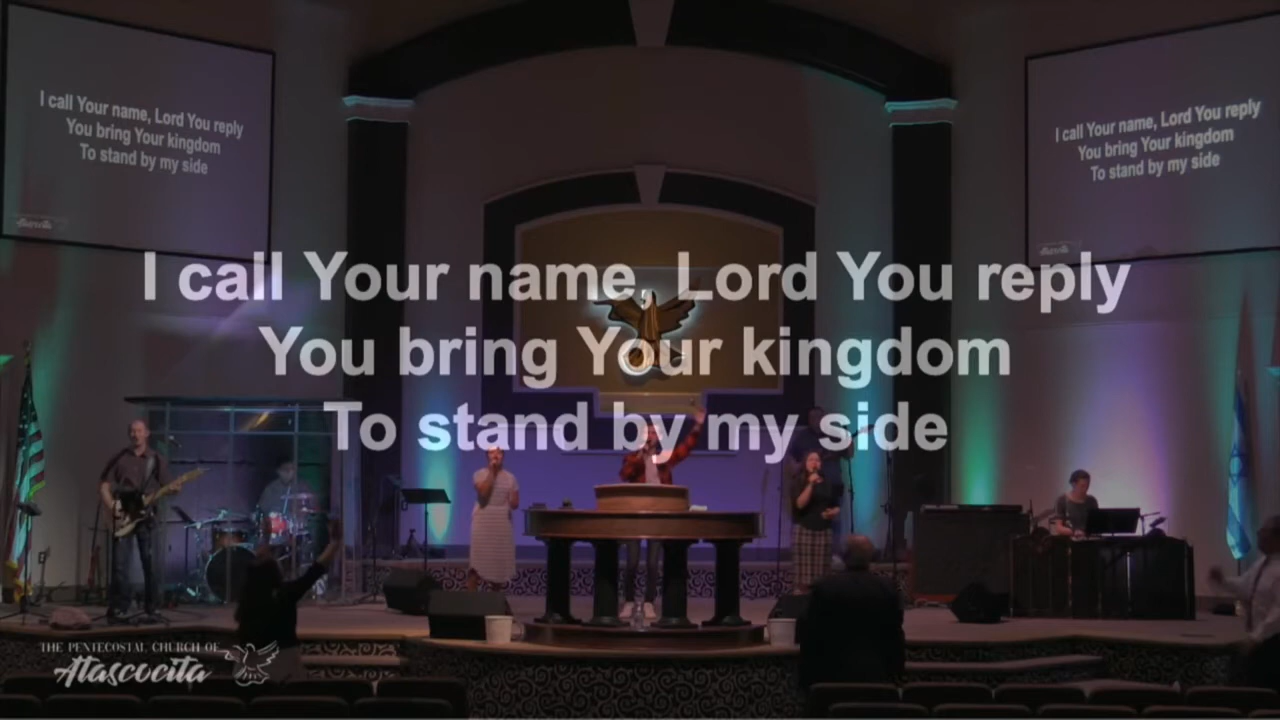 I call Your name, Lord You reply
You bring Your kingdom
To stand by my side
I call Your name, Lord You reply
You bring Your kingdom
To stand by my side
I call Your name, Lord You reply
You bring Your kingdom
To stand by my side
THE PENTECOSTAL CHURCH OF
Atascocita